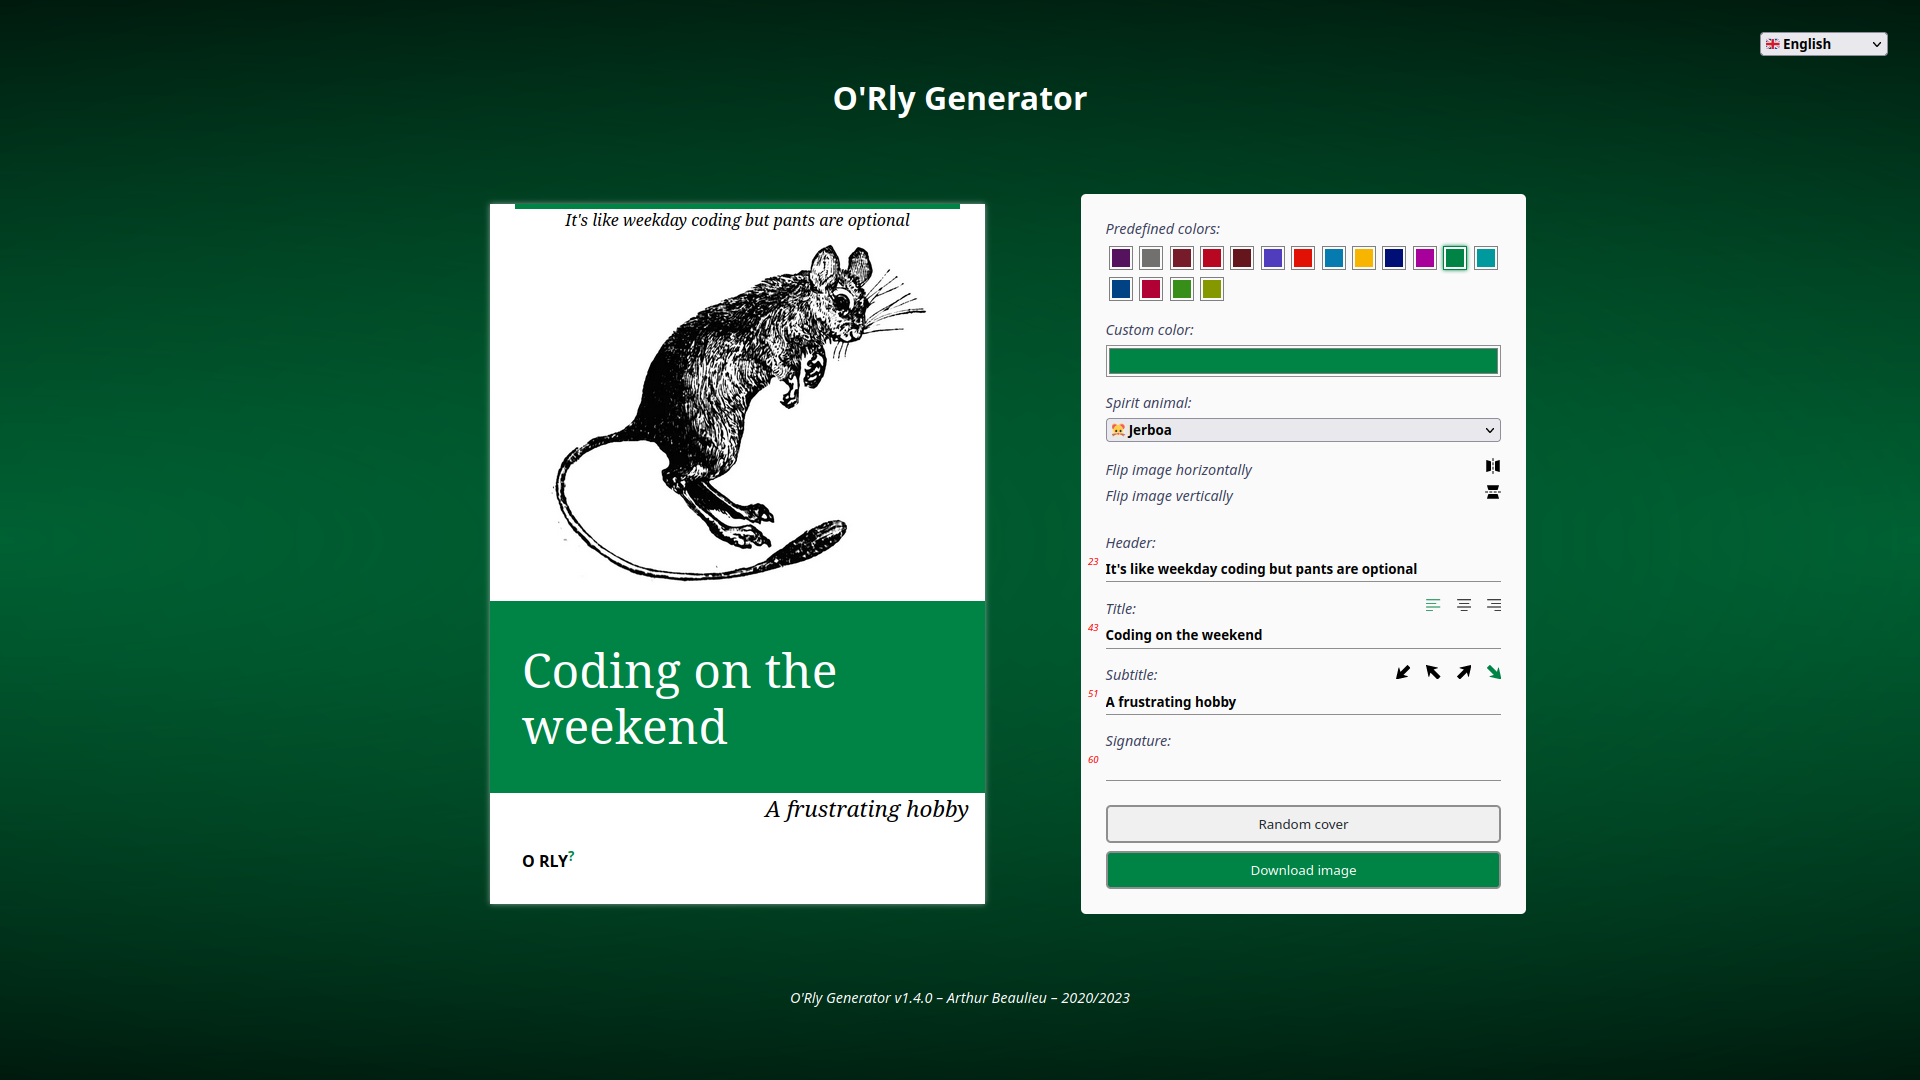 English
O'Rly Generator
It's like weekday coding but pants are optional
Coding on the
weekend
A frustrating hobby
O RLY?
Predefined colors:
Custom color:
Spirit animal:
Jerboa
Flip image horizontally
Flip image vertically
Header:
23
It's like weekday coding but pants are optional
Title:
43
Coding on the weekend
Subtitle:
51
A frustrating hobby
Signature:
60
Random cover
Download image
O'Rly Generator v1.4.0 – Arthur Beaulieu – 2020/2023